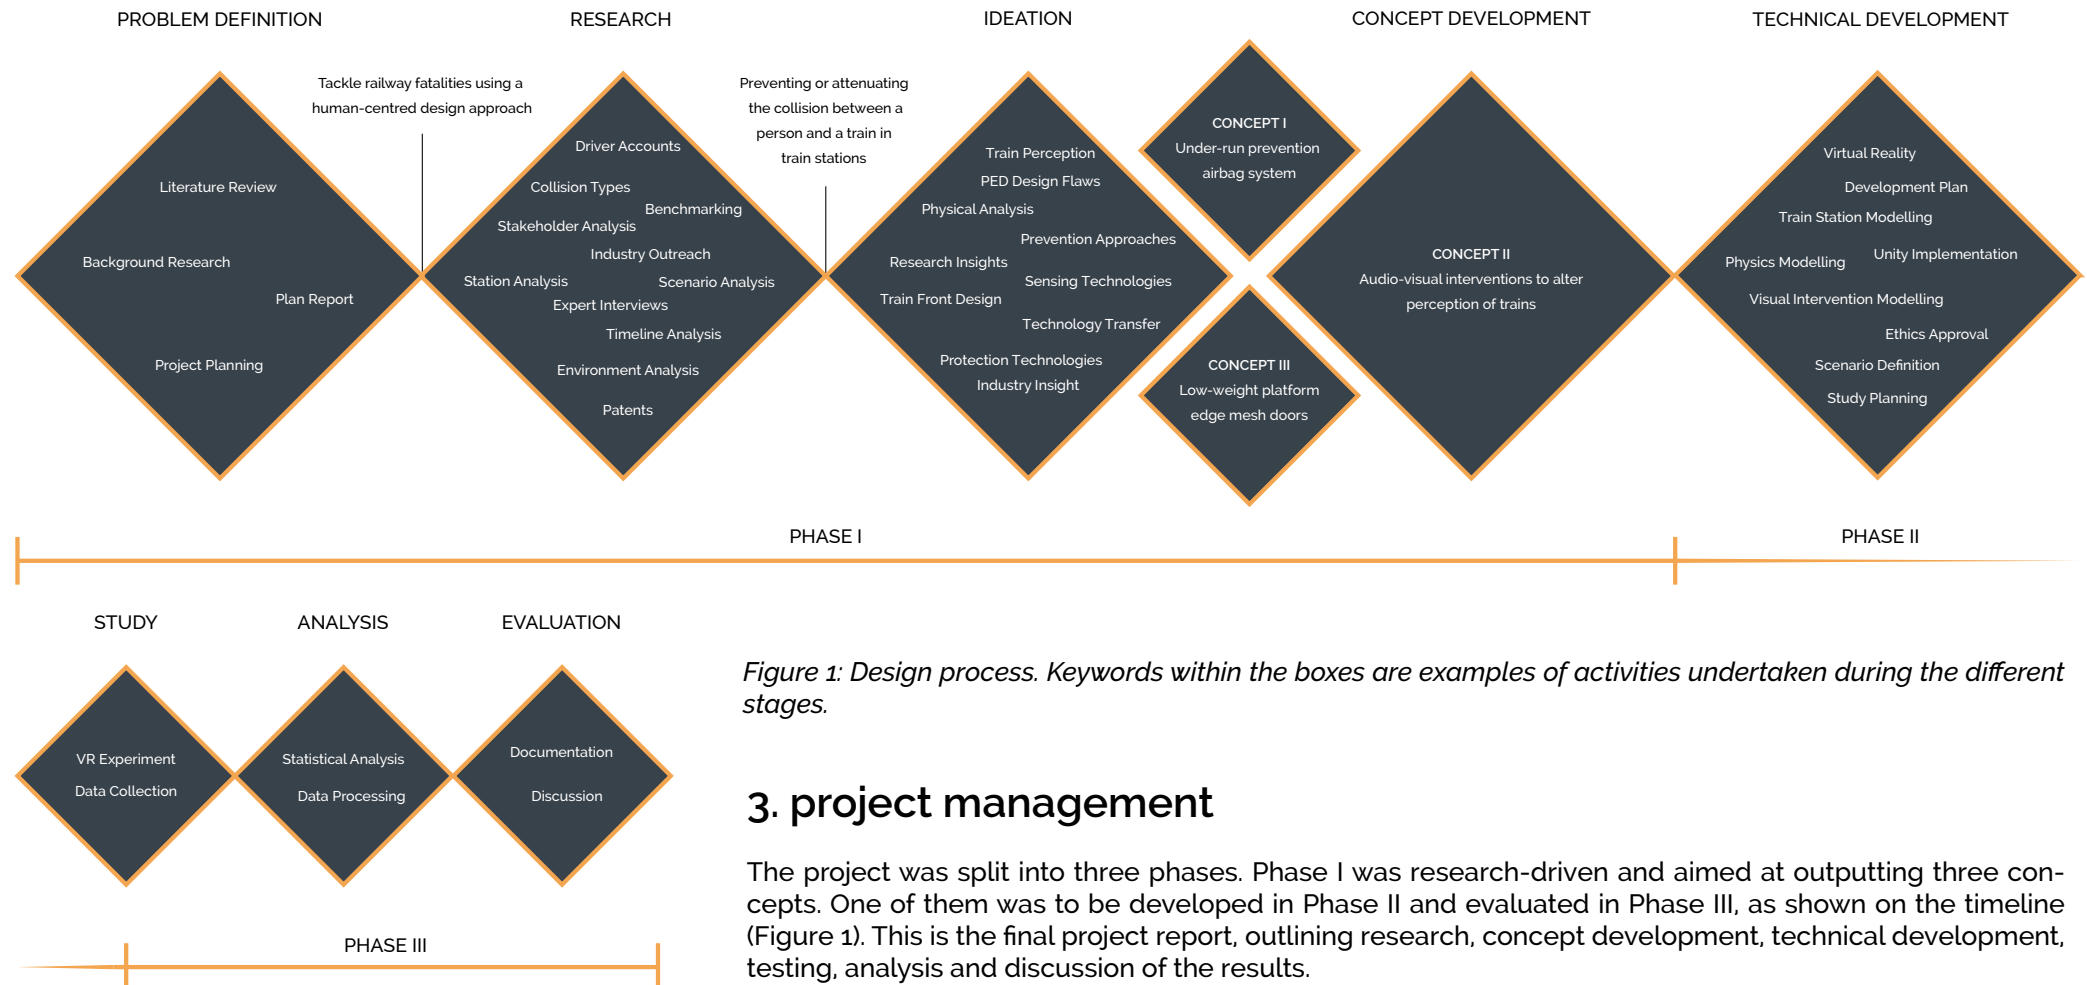 PROBLEM DEFINITION
RESEARCH
IDEATION
CONCEPT DEVELOPMENT
TECHNICAL DEVELOPMENT
Literature Review
Background Research
Plan Report
Project Planning
Tackle railway fatalities using a
human-centred design approach
Driver Accounts
Collision Types
Benchmarking
Stakeholder Analysis
Industry Outreach
Station Analysis
Scenario Analysis
Expert Interviews
Timeline Analysis
Environment Analysis
Patents
Preventing or attenuating
the collision between a
person and a train in
train stations
Train Perception
PED Design Flaws
Physical Analysis
Prevention Approaches
Research Insights
Sensing Technologies
Train Front Design
Technology Transfer
Protection Technologies
Industry Insight
CONCEPT I
Under-run prevention
airbag system
CONCEPT II
Audio-visual interventions to alter
perception of trains
CONCEPT III
Low-weight platform
edge mesh doors
Virtual Reality
Development Plan
Train Station Modelling
Unity Implementation
Physics Modelling
Visual Intervention Modelling
Ethics Approval
Scenario Definition
Study Planning
PHASE I
PHASE II
STUDY
ANALYSIS
EVALUATION
VR Experiment
Data Collection
Statistical Analysis
Data Processing
Documentation
Discussion
PHASE III
Figure 1: Design process. Keywords within the boxes are examples of activities undertaken during the different
stages.
3. project management
The project was split into three phases. Phase I was research-driven and aimed at outputting three con-
cepts. One of them was to be developed in Phase II and evaluated in Phase III, as shown on the timeline
(Figure 1). This is the final project report, outlining research, concept development, technical development,
testing, analysis and discussion of the results.